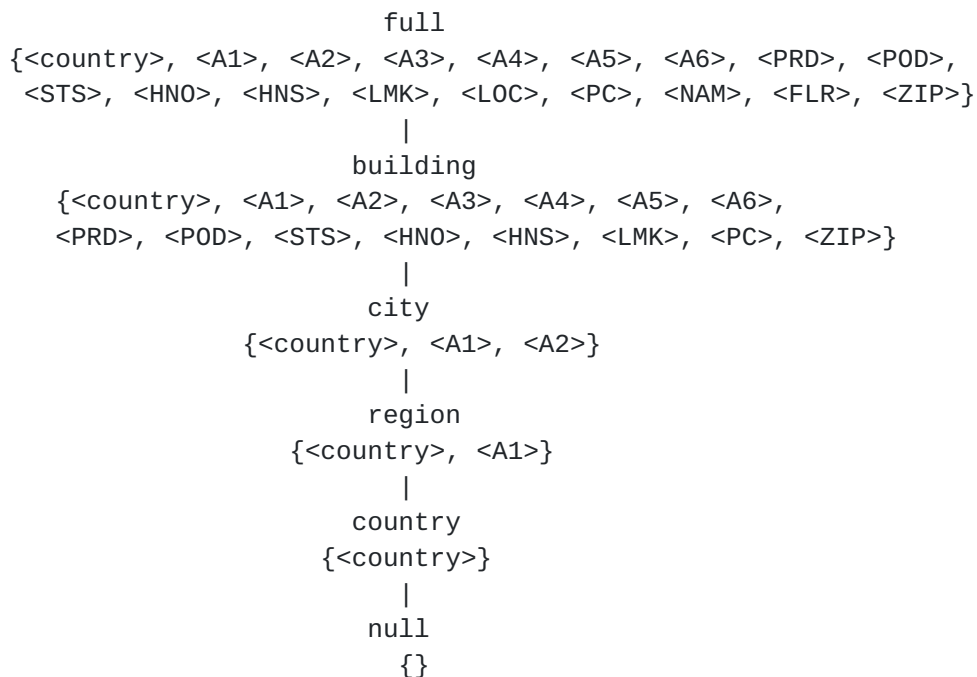 full
{<country>, <A1>, <A2>, <A3>, <A4>, <A5>, <A6>, <PRD>, <POD>,
<STS>, <HNO>, <HNS>, <LMK>, <LOC>, <PC>, <NAM>, <FLR>, <ZIP>}
|
building
{<country>, <A1>, <A2>, <A3>, <A4>, <A5>, <A6>,
<PRD>, <POD>, <STS>, <HNO>, <HNS>, <LMK>, <PC>, <ZIP>}
|
city
{<country>, <A1>, <A2>}
|
region
{<country>, <A1>}
|
country
{<country>}
|
null
{}